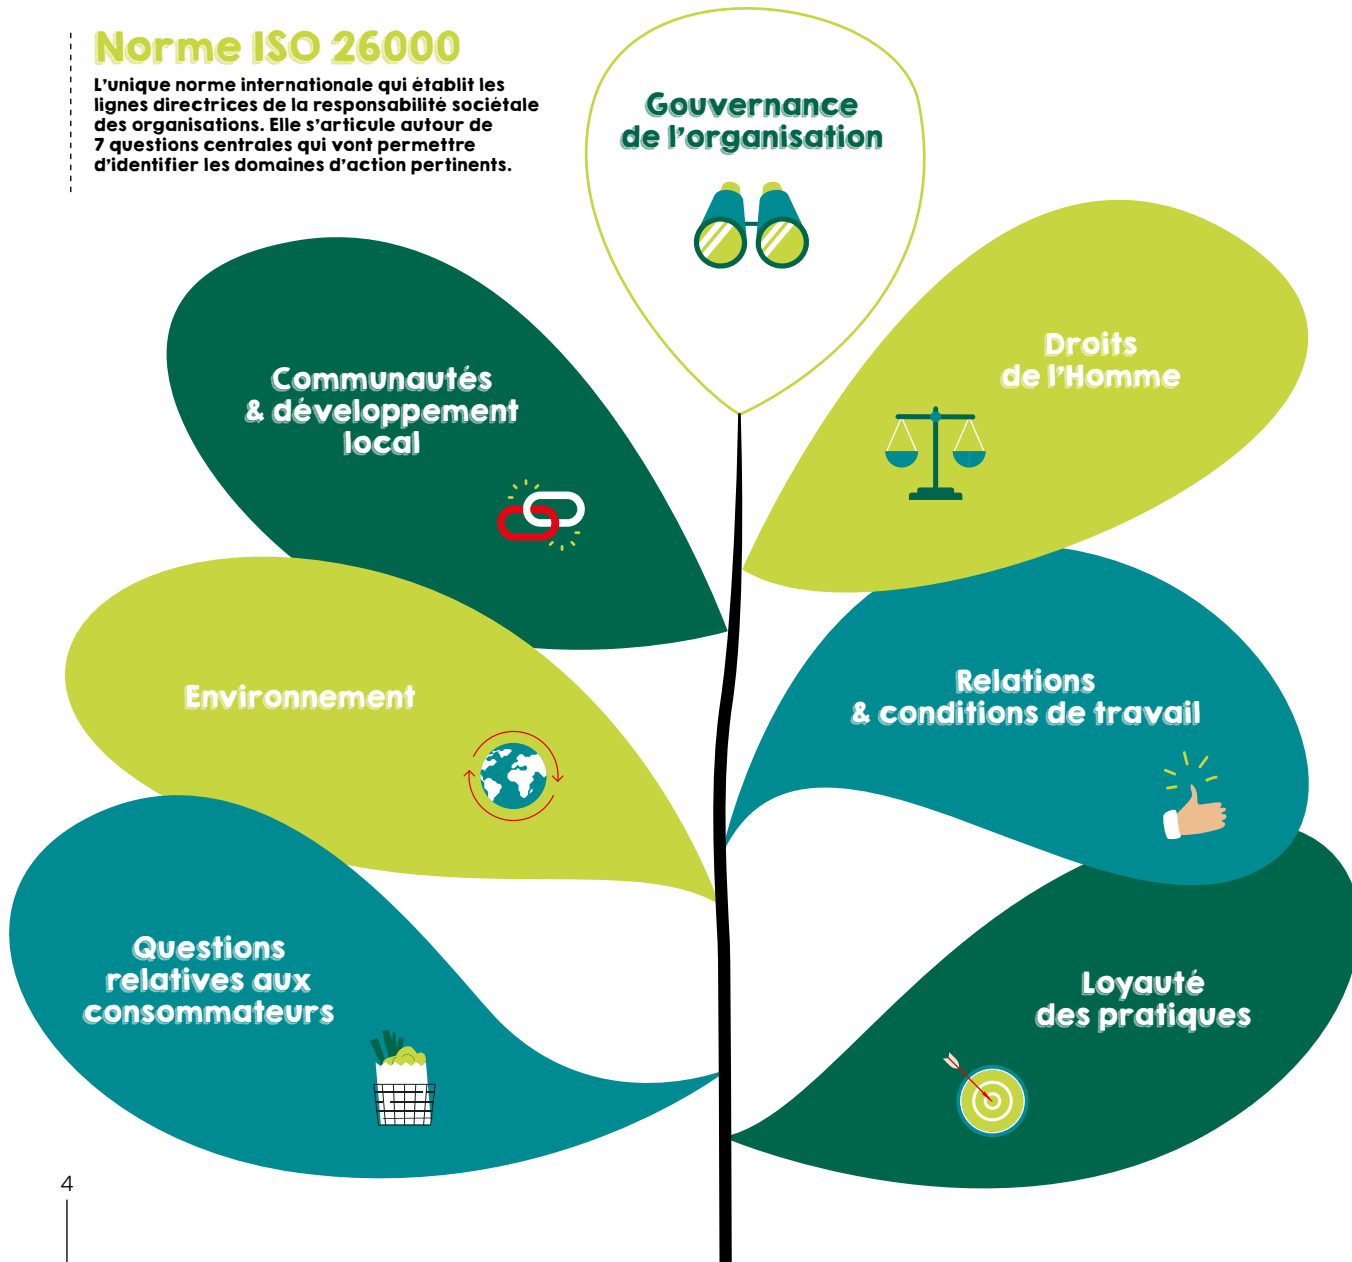 Norme ISO 26000
L'unique norme internationale qui établit les
lignes directrices de la responsabilité sociétale
des organisations. Elle s'articule autour de
7 questions centrales qui vont permettre
d'identifier les domaines d'action pertinents.
Gouvernance
de l'organisation
Droits
de l'Homme
Communautés
& développement
local
Relations
& conditions de travail
Environnement
Questions
relatives aux
consommateurs
Loyauté
des pratiques
4